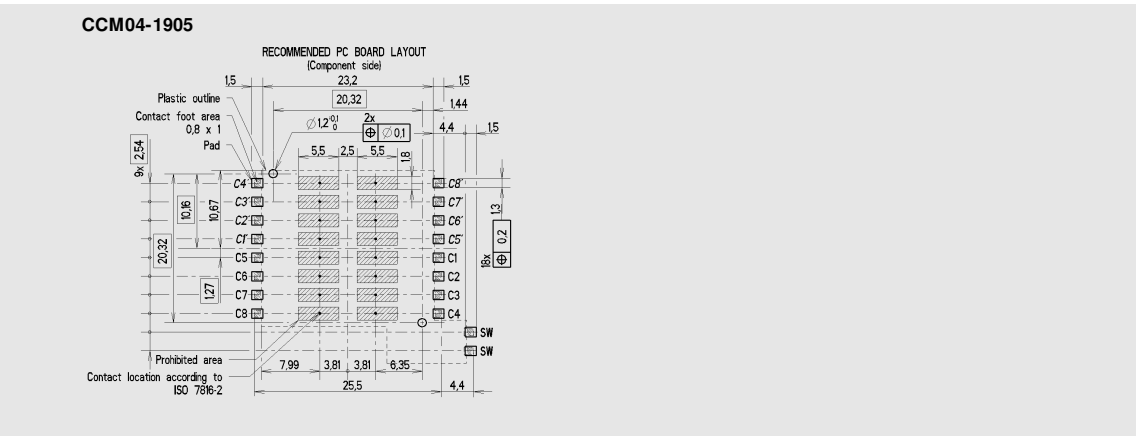 CCM04-1905
RECOMMENDED PC BOARD LAYOUT
(Component side)
1,5 23,2 1,5
Plastic outline 20,32 1,44
Contact foot area
0,8 x 1
Ø1,2 -0,1 0 2x ⌖ Ø 0,1 4,4 1,5
Pad 5,5 2,5 5,5 1,8
9x 2,54
C4´ C8´
C3´ C7´
C2´ C6´
C1´ C5´
C5 C1
C6 C2
C7 C3
C8 C4
10,16 10,67
20,32
1,27
1,3
18x ⌖ 0,2
SW
SW
Prohibited area
Contact location according to
ISO 7816-2
7,99 3,81 3,81 6,35
25,5 4,4